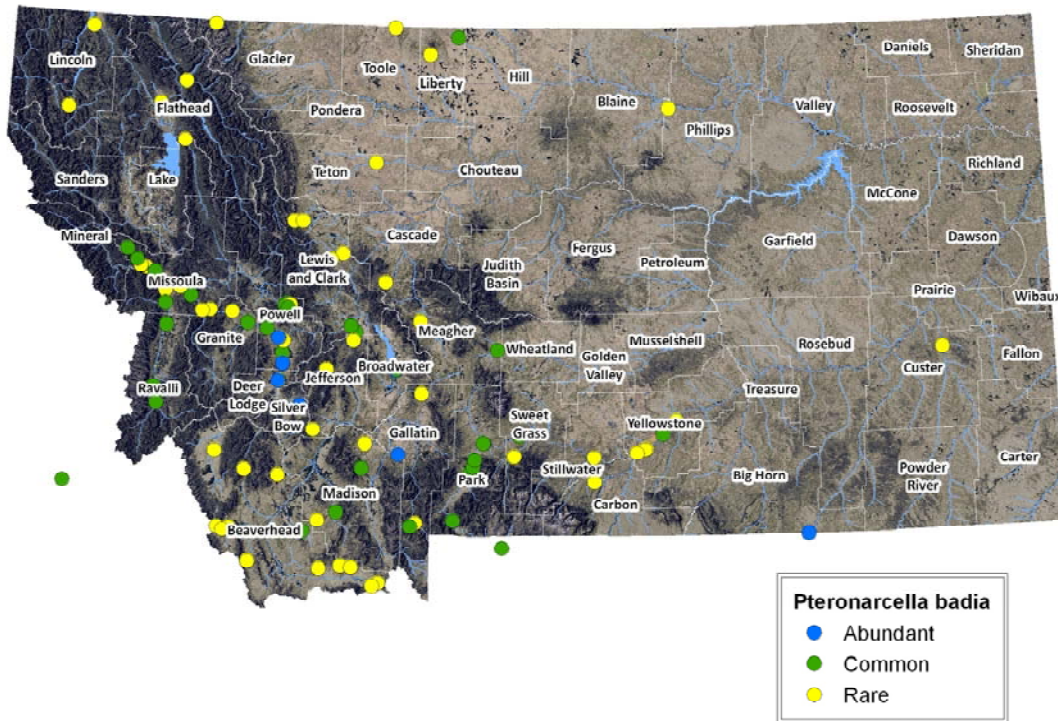 Daniels
Sheridan
Lincoln
Glacier
Toole
Liberty
Hill
Flathead
Blaine
Valley
Roosevelt
Pondera
Phillips
Richland
Sanders
Lake
Teton
Chouteau
McCone
Mineral
Cascade
Fergus
Garfield
Dawson
Missoula
Lewis
and Clark
Judith
Basin
Petroleum
Prairie
Wibaux
Powell
Granite
Meagher
Wheatland
Musselshell
Rosebud
Golden
Valley
Fallon
Custer
Broadwater
Jefferson
Ravalli
Deer
Lodge
Treasure
Silver
Bow
Sweet
Grass
Yellowstone
Gallatin
Carter
Park
Stillwater
Big Horn
Powder
River
Madison
Carbon
Beaverhead
Pteronarcella badia
Abundant
Common
Rare